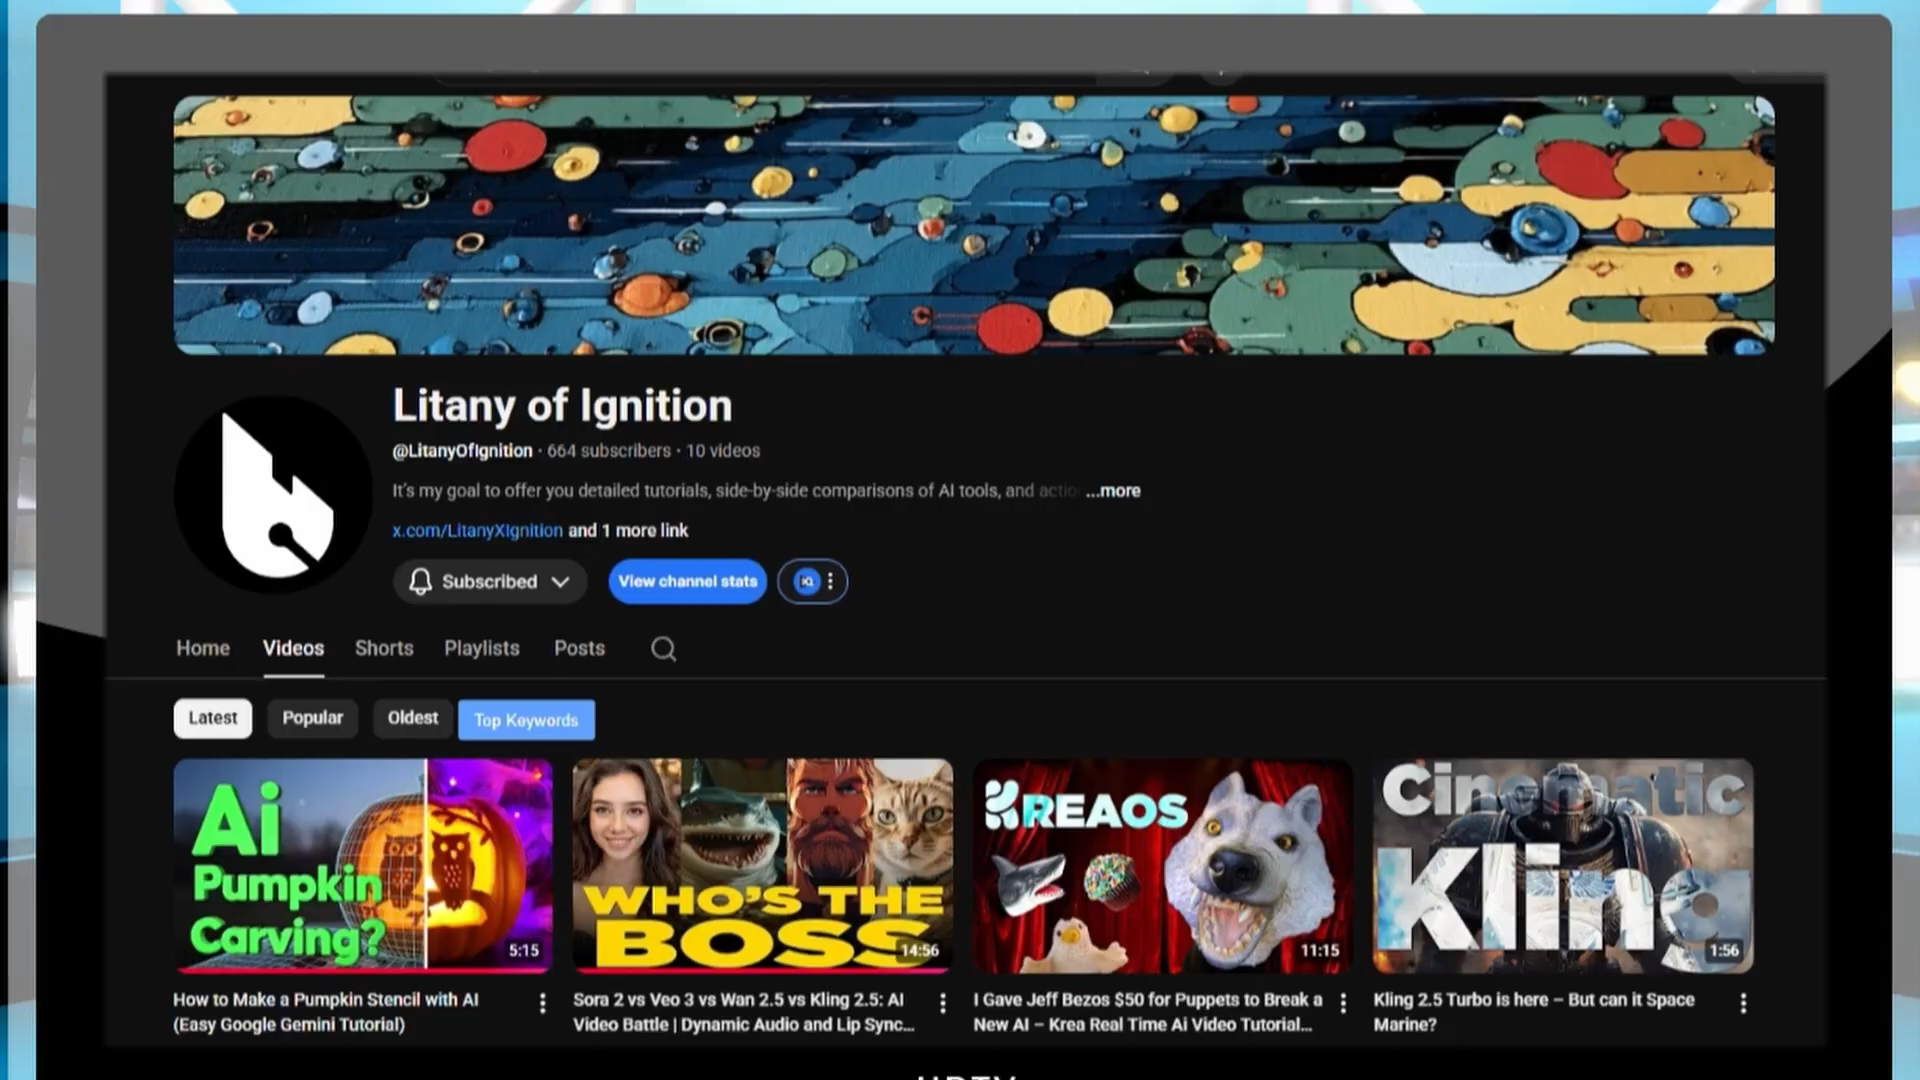 Litany of Ignition
@LitanyOfIgnition · 664 subscribers · 10 videos
It's my goal to offer you detailed tutorials, side-by-side comparisons of AI tools, and actio ...more
x.com/LitanyXIgnition and 1 more link
Subscribed
View channel stats
Home Videos Shorts Playlists Posts
Latest Popular Oldest Top Keywords
Ai
Pumpkin
Carving?
5:15
WHO'S THE
BOSS
14:56
KREAOS
11:15
Cinematic
Kling
1:56
How to Make a Pumpkin Stencil with AI
(Easy Google Gemini Tutorial)
Sora 2 vs Veo 3 vs Wan 2.5 vs Kling 2.5: AI
Video Battle | Dynamic Audio and Lip Sync...
I Gave Jeff Bezos $50 for Puppets to Break a
New AI – Krea Real Time Ai Video Tutorial...
Kling 2.5 Turbo is here – But can it Space
Marine?
HDTV